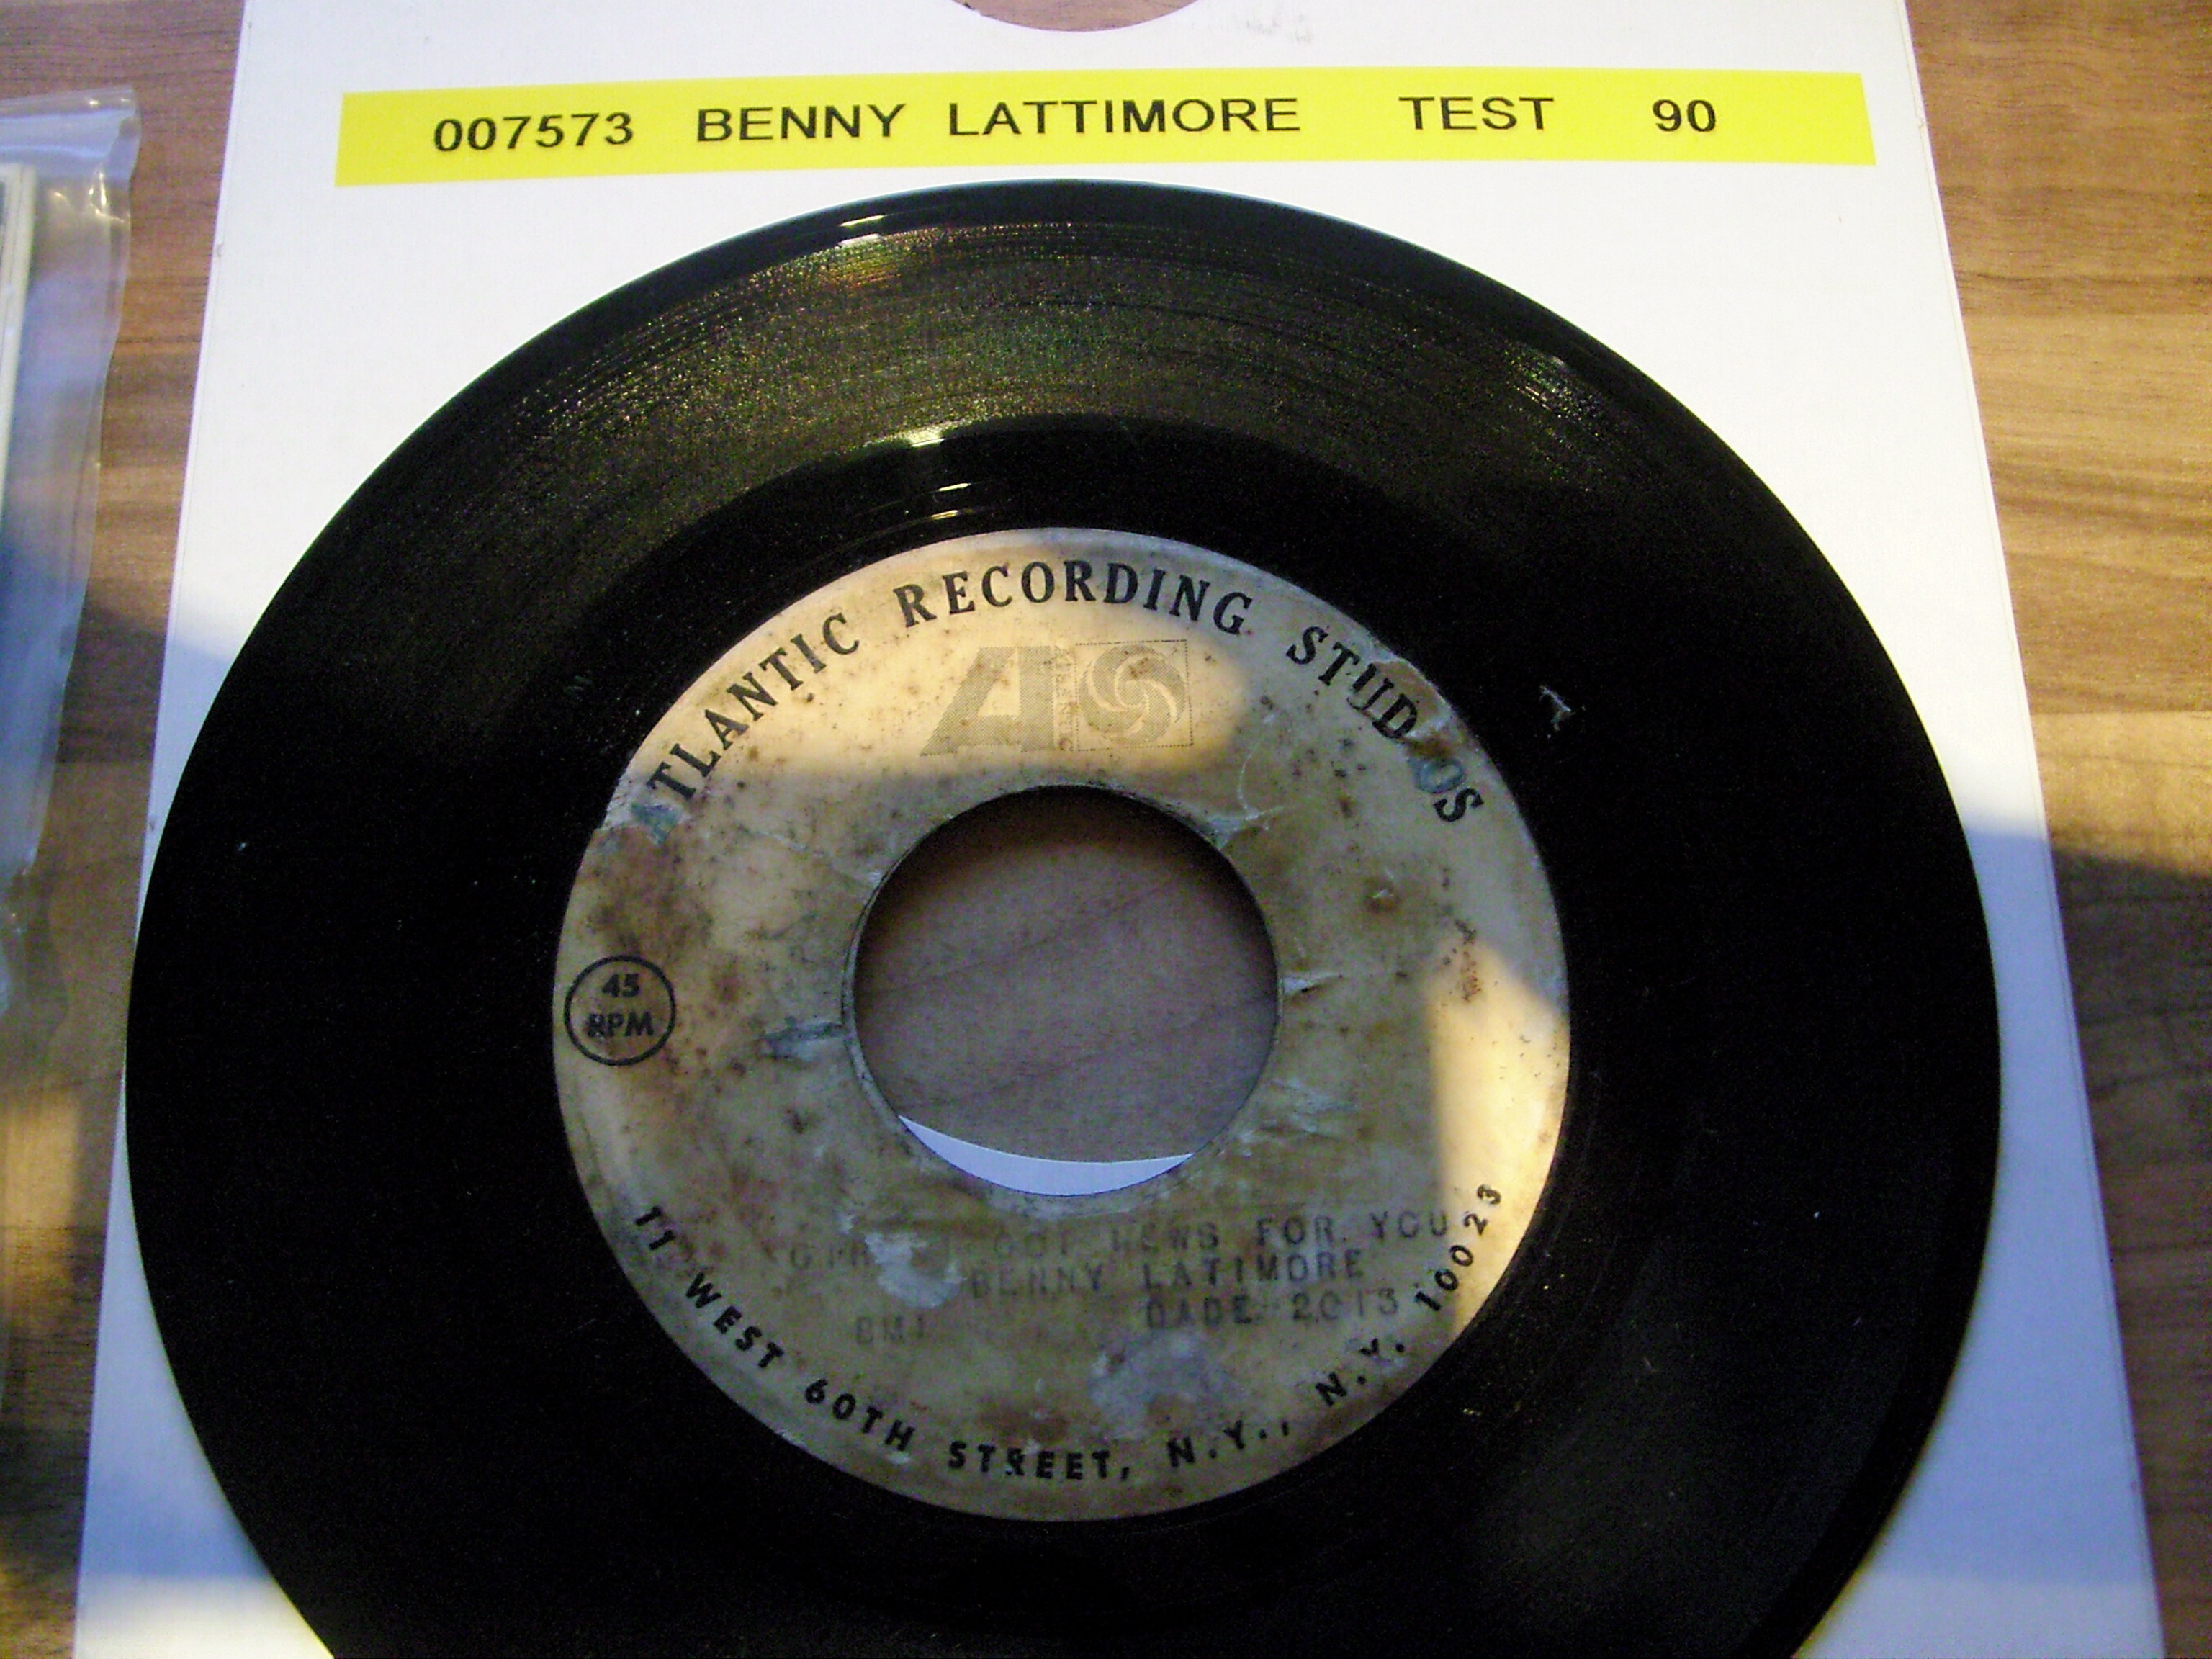 007573 BENNY LATTIMORE TEST 90
ATLANTIC RECORDING STUDIOS
45
RPM
GOT NEWS FOR YOU
BENNY LATIMORE
BMI DADE 2013
11 WEST 60TH STREET, N.Y., N.Y. 10023